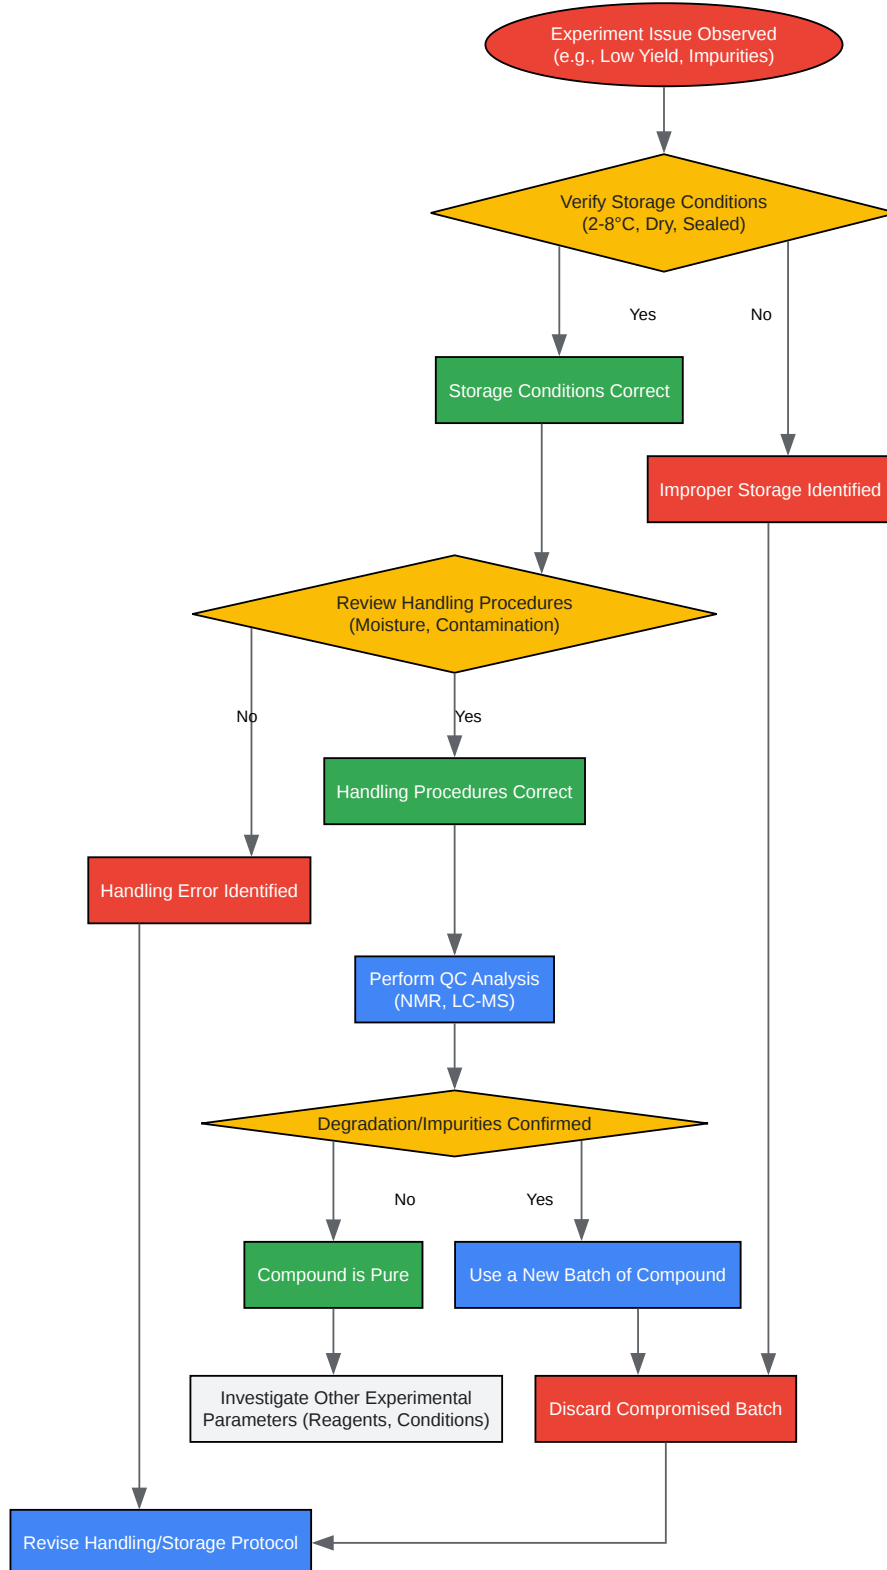 Experiment Issue Observed
(e.g., Low Yield, Impurities)
Verify Storage Conditions
(2-8°C, Dry, Sealed)
Yes
No
Storage Conditions Correct
Improper Storage Identified
Review Handling Procedures
(Moisture, Contamination)
No
Yes
Handling Procedures Correct
Handling Error Identified
Perform QC Analysis
(NMR, LC-MS)
Degradation/Impurities Confirmed
No
Yes
Compound is Pure
Use a New Batch of Compound
Investigate Other Experimental
Parameters (Reagents, Conditions)
Discard Compromised Batch
Revise Handling/Storage Protocol